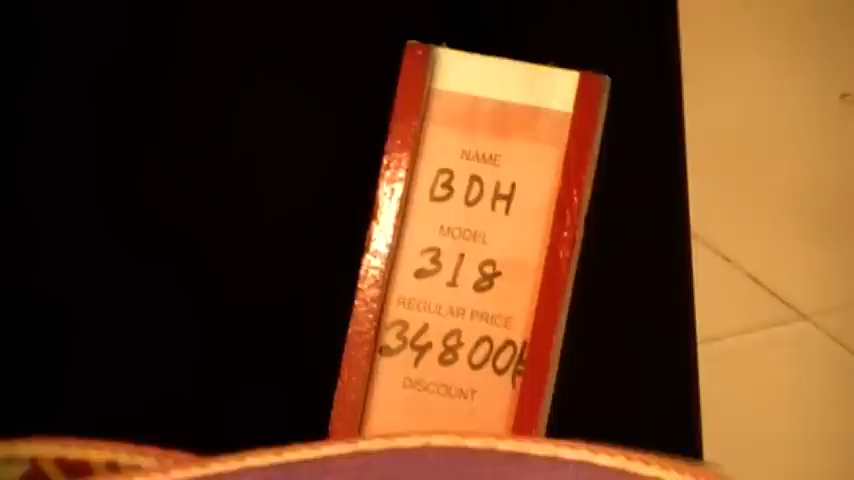 NAME
BDH
MODEL
318
REGULAR PRICE
34800৳
DISCOUNT